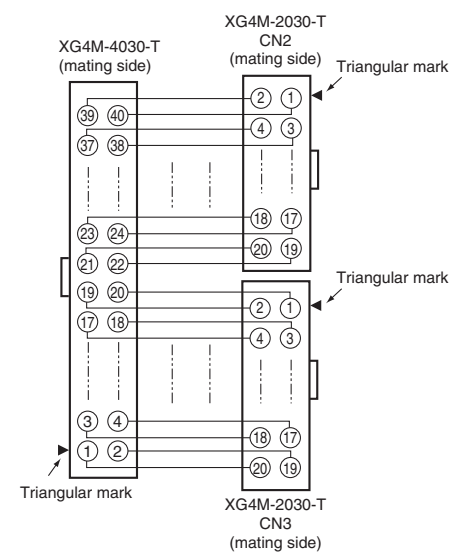 XG4M-4030-T
(mating side)
XG4M-2030-T
CN2
(mating side)
Triangular mark
39 40
37 38
23 24
21 22
19 20
17 18
3 4
1 2
Triangular mark
2 1
4 3
18 17
20 19
Triangular mark
2 1
4 3
18 17
20 19
XG4M-2030-T
CN3
(mating side)